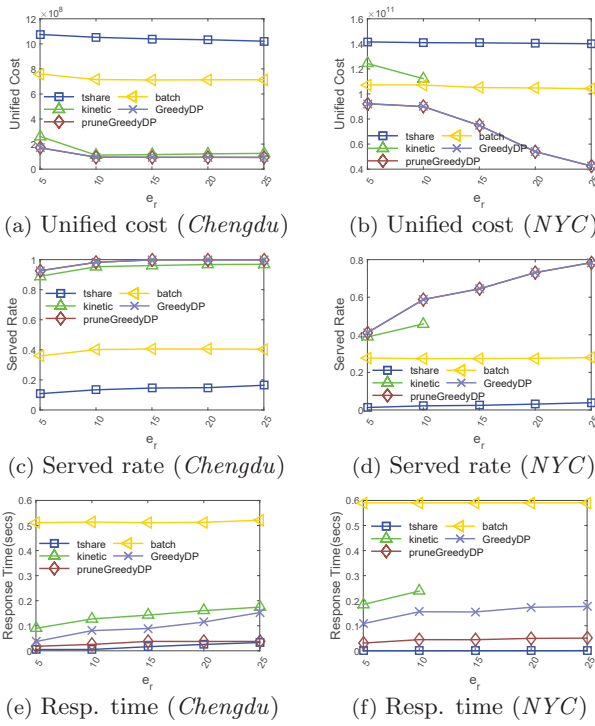 ×10⁸ ×10¹¹
12 1.6
10 1.4
8 1.2
6 1
4 0.8
2 0.6
0 0.4
Unified Cost Unified Cost
tshare batch tshare batch
kinetic GreedyDP kinetic GreedyDP
pruneGreedyDP pruneGreedyDP
5 10 15 20 25 5 10 15 20 25
e_r e_r
(a) Unified cost (Chengdu) (b) Unified cost (NYC)
1 0.8
0.8 0.6
0.6 0.4
0.4 0.2
0.2 0
0
Served Rate Served Rate
tshare batch tshare batch
kinetic GreedyDP kinetic GreedyDP
pruneGreedyDP pruneGreedyDP
5 10 15 20 25 5 10 15 20 25
e_r e_r
(c) Served rate (Chengdu) (d) Served rate (NYC)
0.6 0.6
0.5 0.5
0.4 0.4
0.3 0.3
0.2 0.2
0.1 0.1
0 0
Response Time(secs) Response Time(secs)
tshare batch tshare batch
kinetic GreedyDP kinetic GreedyDP
pruneGreedyDP pruneGreedyDP
5 10 15 20 25 5 10 15 20 25
e_r e_r
(e) Resp. time (Chengdu) (f) Resp. time (NYC)